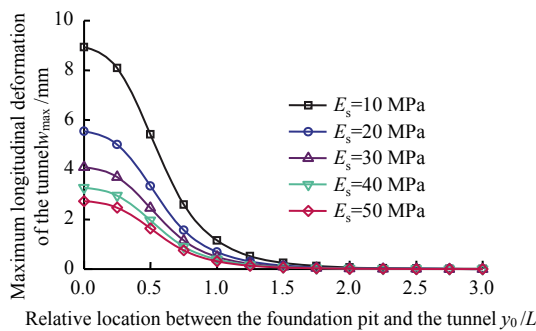 Maximum longitudinal deformation
of the tunnel wmax /mm
10
8
6
4
2
0
0.0 0.5 1.0 1.5 2.0 2.5 3.0
Es=10 MPa
Es=20 MPa
Es=30 MPa
Es=40 MPa
Es=50 MPa
Relative location between the foundation pit and the tunnel y0 /L